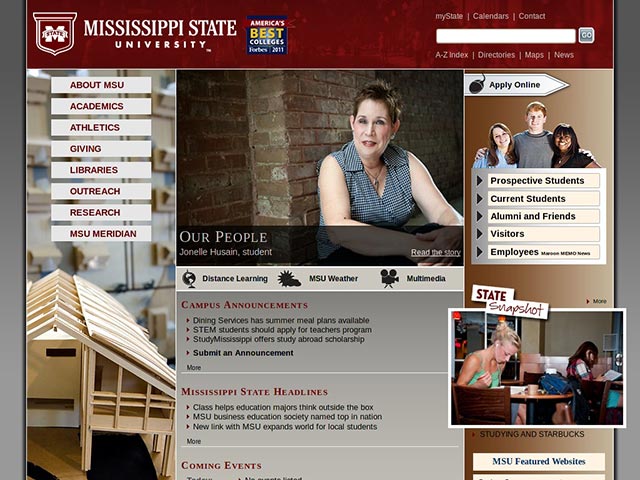 MISSISSIPPI STATE
UNIVERSITY™
AMERICA'S
BEST
COLLEGES
Forbes 2011
myState | Calendars | Contact
GO
A-Z Index | Directories | Maps | News
ABOUT MSU
ACADEMICS
ATHLETICS
GIVING
LIBRARIES
OUTREACH
RESEARCH
MSU MERIDIAN
OUR PEOPLE
Jonelle Husain, student
Read the story
Distance Learning
MSU Weather
Multimedia
CAMPUS ANNOUNCEMENTS
Dining Services has summer meal plans available
STEM students should apply for teachers program
StudyMississippi offers study abroad scholarship
Submit an Announcement
More
MISSISSIPPI STATE HEADLINES
Class helps education majors think outside the box
MSU business education society named top in nation
New link with MSU expands world for local students
More
COMING EVENTS
Apply Online
Prospective Students
Current Students
Alumni and Friends
Visitors
Employees Maroon MEMO News
More
STATE
Snapshot
STUDYING AND STARBUCKS
MSU Featured Websites